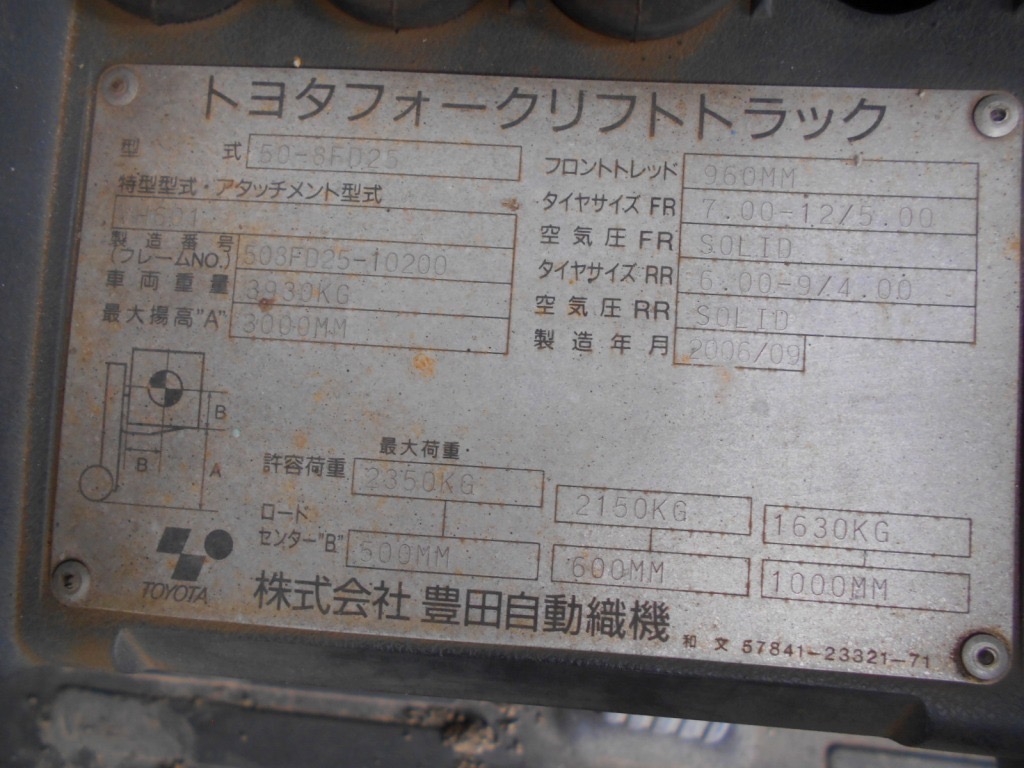 トヨタフォークリフトトラック
型 式 50-8FD25
特型型式・アタッチメント型式
製造番号(フレームNO.) 508FD25-10200
車両重量 3930KG
最大揚高"A" 3000MM
フロントトレッド 960MM
タイヤサイズ FR 7.00-12/5.00
空気圧 FR SOLID
タイヤサイズ RR 6.00-9/4.00
空気圧 RR SOLID
製造年月 2006/09
B
B
A
最大荷重
許容荷重 2350KG 2150KG 1630KG
ロードセンター"B" 500MM 600MM 1000MM
TOYOTA
株式会社 豊田自動織機
和文 57841-23321-71